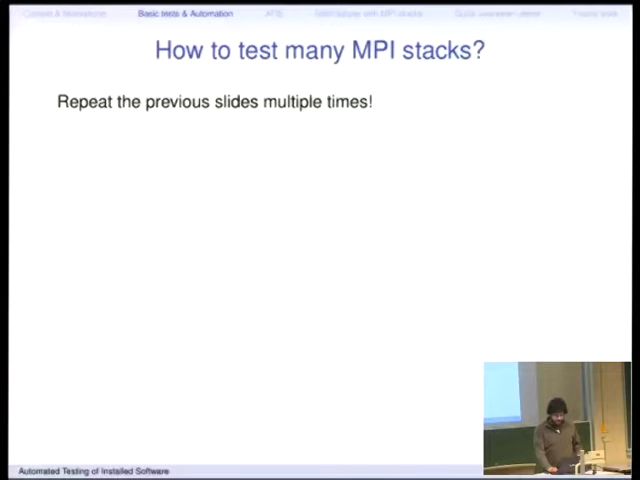 Basic tests & Automation
How to test many MPI stacks?
Repeat the previous slides multiple times!
Automated Testing of Installed Software